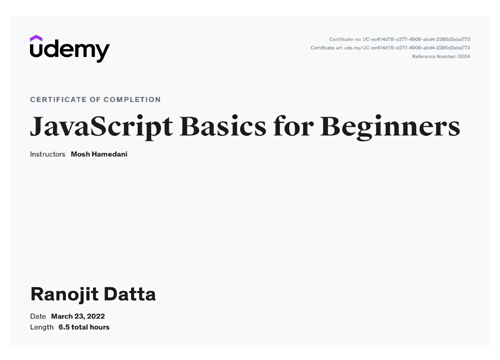 udemy
Certificate no: UC-ee614d78-e277-4909-abd4-2285d2eba773
Certificate url: ude.my/UC-ee614d78-e277-4909-abd4-2285d2eba773
Reference Number: 0004
CERTIFICATE OF COMPLETION
JavaScript Basics for Beginners
Instructors Mosh Hamedani
Ranojit Datta
Date March 23, 2022
Length 6.5 total hours